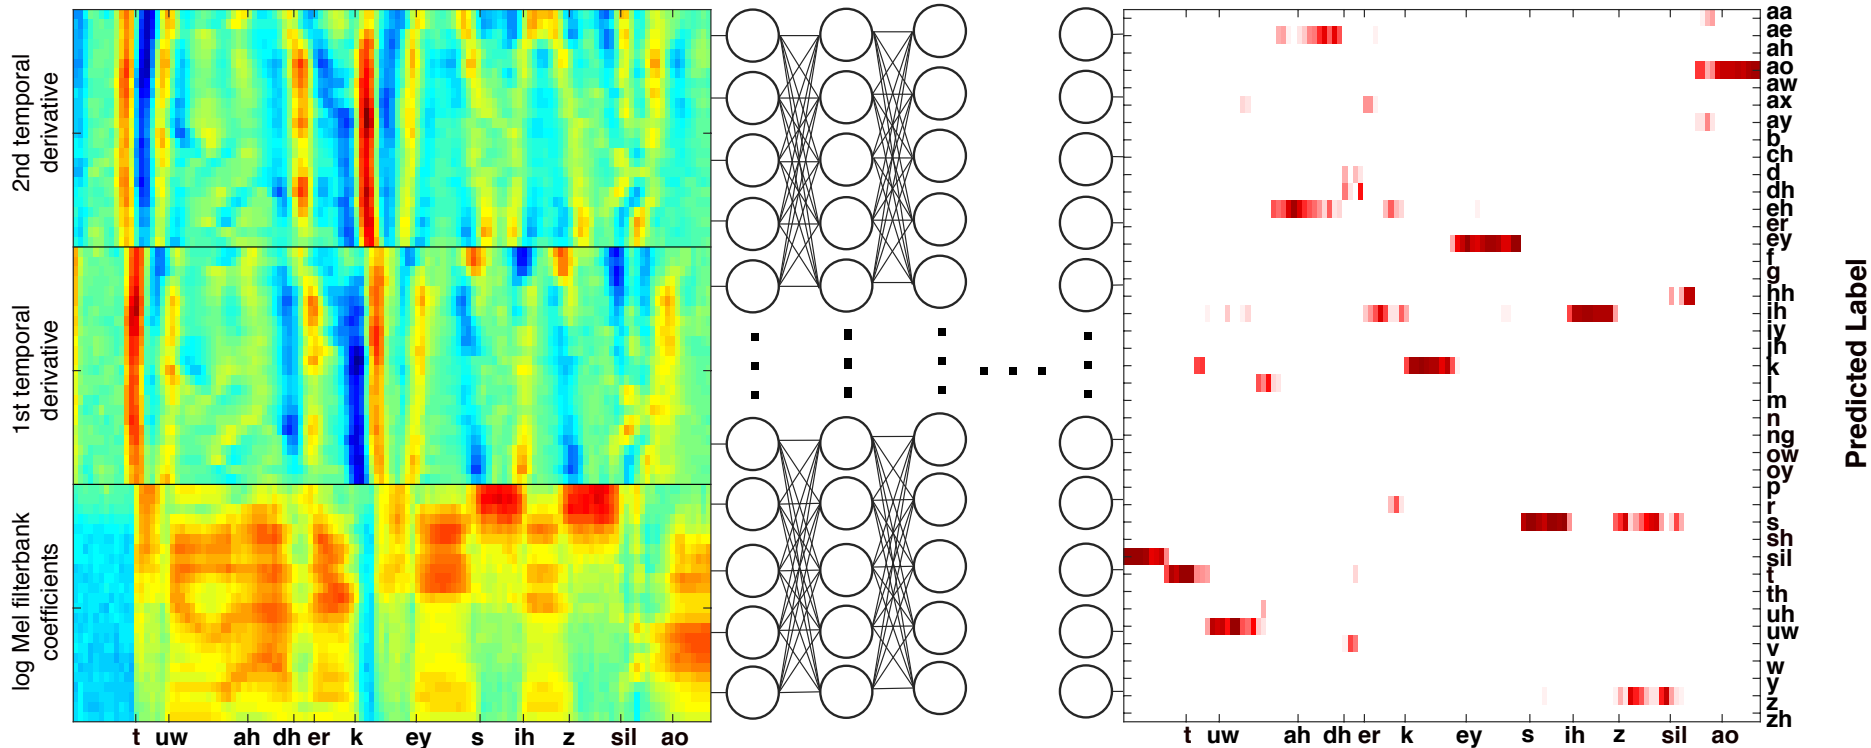 2nd temporal
derivative
1st temporal
derivative
log Mel filterbank
coefficients
t uw ah dh er k ey s ih z sil ao
aa
ae
ah
ao
aw
ax
ay
b
ch
d
dh
eh
er
ey
f
g
hh
ih
iy
jh
k
l
m
n
ng
ow
oy
p
r
s
sh
sil
t
th
uh
uw
v
w
y
z
zh
Predicted Label
t uw ah dh er k ey s ih z sil ao